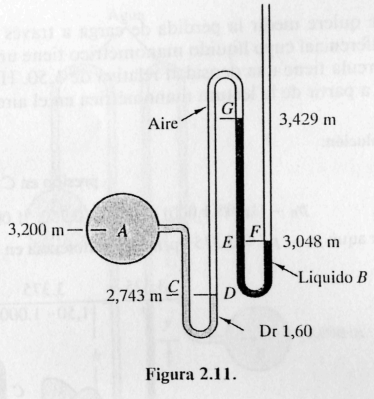 G
Aire
3,429 m
3,200 m
A
E
F
3,048 m
Liquido B
2,743 m
C
D
Dr 1,60
Figura 2.11.